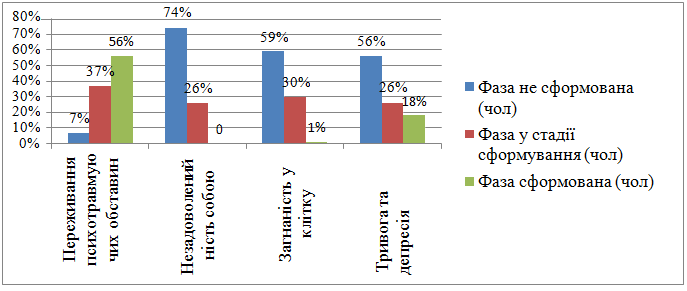 80%
70%
60%
50%
40%
30%
20%
10%
0%
7%
37%
56%
74%
26%
0
59%
30%
1%
56%
26%
18%
Переживання
психотравмую
чих обставин
Незадоволений
ність собою
Загнаність у
клітку
Тривога та
депресія
Фаза не сформована
(чол)
Фаза у стадії
сформування (чол)
Фаза сформована (чол)